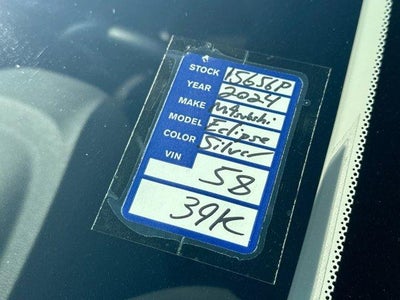 STOCK 15656P
YEAR 2024
MAKE Mitsubishi
MODEL Eclipse
COLOR Silver
VIN 58
39K